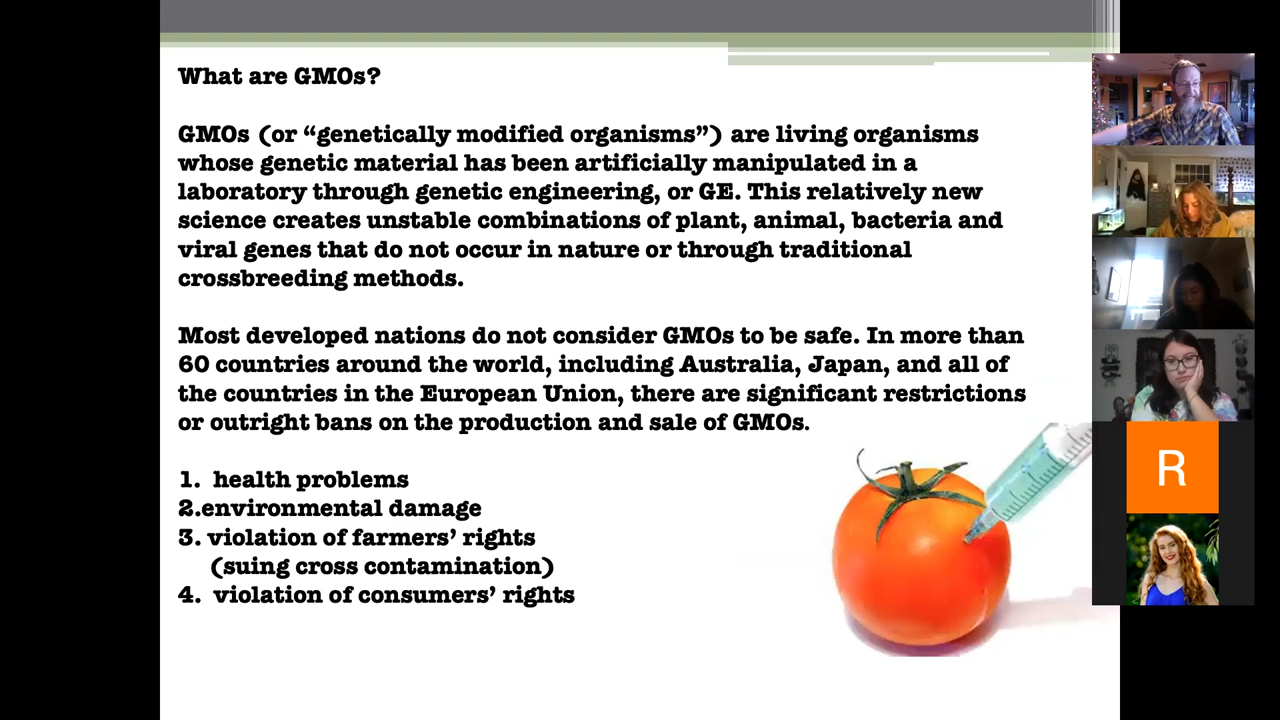 What are GMOs?
GMOs (or “genetically modified organisms”) are living organisms
whose genetic material has been artificially manipulated in a
laboratory through genetic engineering, or GE. This relatively new
science creates unstable combinations of plant, animal, bacteria and
viral genes that do not occur in nature or through traditional
crossbreeding methods.
Most developed nations do not consider GMOs to be safe. In more than
60 countries around the world, including Australia, Japan, and all of
the countries in the European Union, there are significant restrictions
or outright bans on the production and sale of GMOs.
1. health problems
2.environmental damage
3. violation of farmers’ rights
(suing cross contamination)
4. violation of consumers’ rights
R